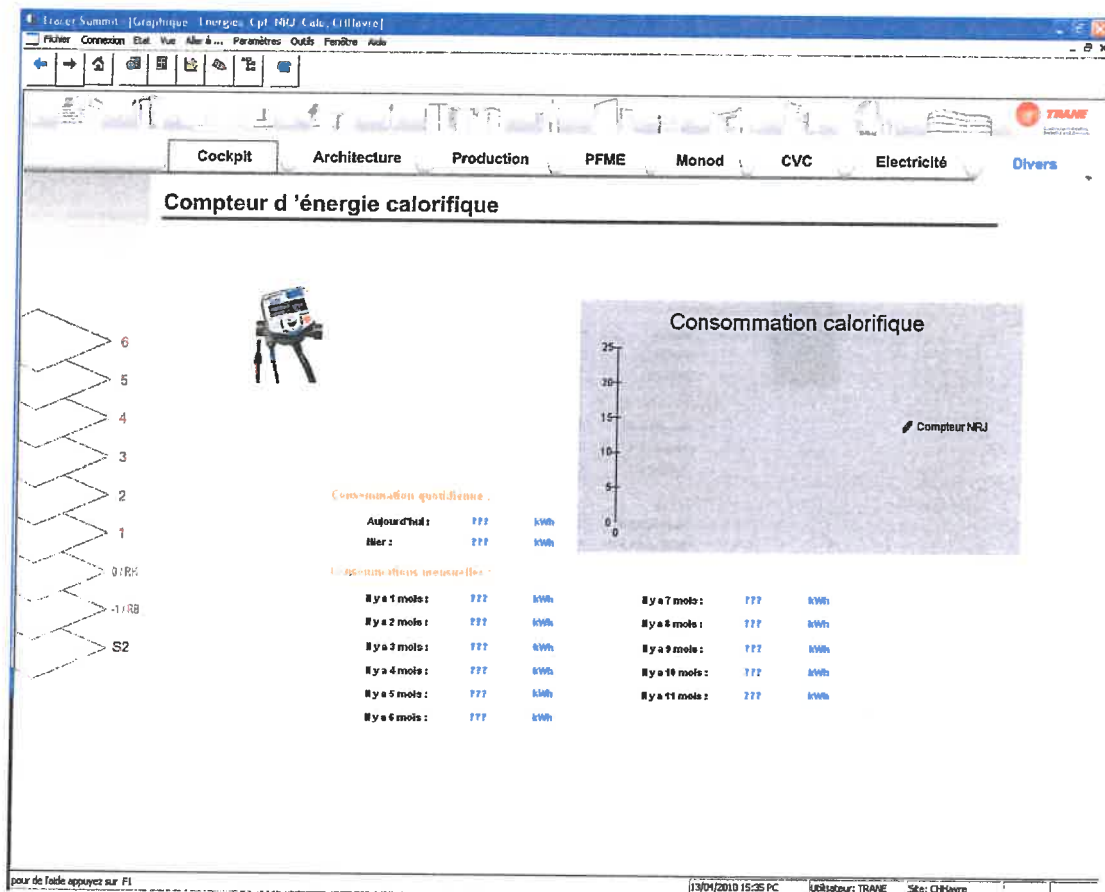 Tracer Summit - [Graphique - Energies_Cpt_NRJ_Calo, CHHavre]
Fichier Connexion Etat Vue Aller à ... Paramètres Outils Fenêtre Aide
TRANE
Cockpit Architecture Production PFME Monod CVC Electricité Divers
Compteur d 'énergie calorifique
Consommation calorifique
25
20
15
10
5
0
0
Compteur NRJ
6
5
4
3
2
1
0 / RH
-1 / RB
S2
Consommation quotidienne :
Aujourd'hui : ??? kWh
Hier : ??? kWh
Consommations mensuelles :
Il y a 1 mois : ??? kWh Il y a 7 mois : ??? kWh
Il y a 2 mois : ??? kWh Il y a 8 mois : ??? kWh
Il y a 3 mois : ??? kWh Il y a 9 mois : ??? kWh
Il y a 4 mois : ??? kWh Il y a 10 mois : ??? kWh
Il y a 5 mois : ??? kWh Il y a 11 mois : ??? kWh
Il y a 6 mois : ??? kWh
pour de l'aide appuyez sur F1
13/04/2010 15:35 PC Utilisateur: TRANE Site: CHHavre